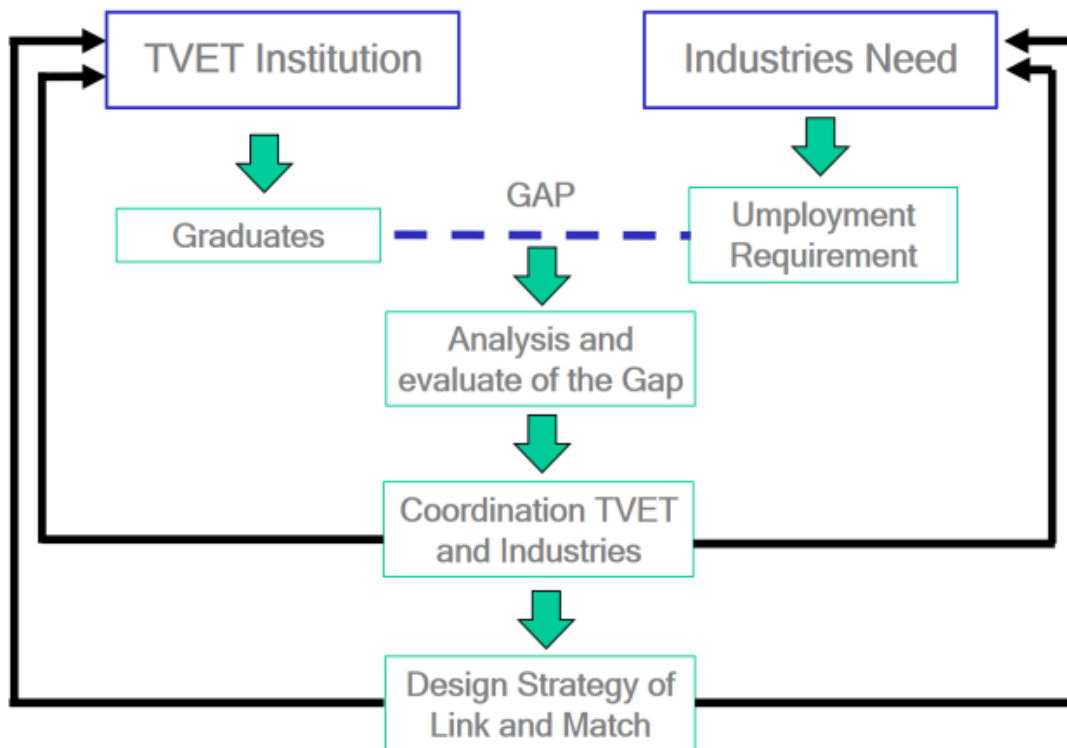 TVET Institution
Industries Need
Graduates
GAP
Umployment
Requirement
Analysis and
evaluate of the Gap
Coordination TVET
and Industries
Design Strategy of
Link and Match